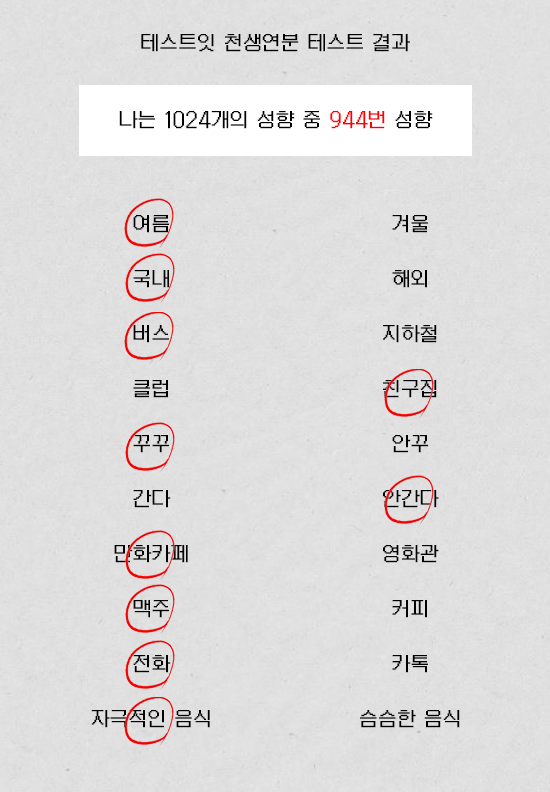 테스트잇 천생연분 테스트 결과
나는 1024개의 성향 중 944번 성향
여름 겨울
국내 해외
버스 지하철
클럽 친구집
꾸꾸 안꾸
간다 안간다
만화카페 영화관
맥주 커피
전화 카톡
자극적인 음식 슴슴한 음식